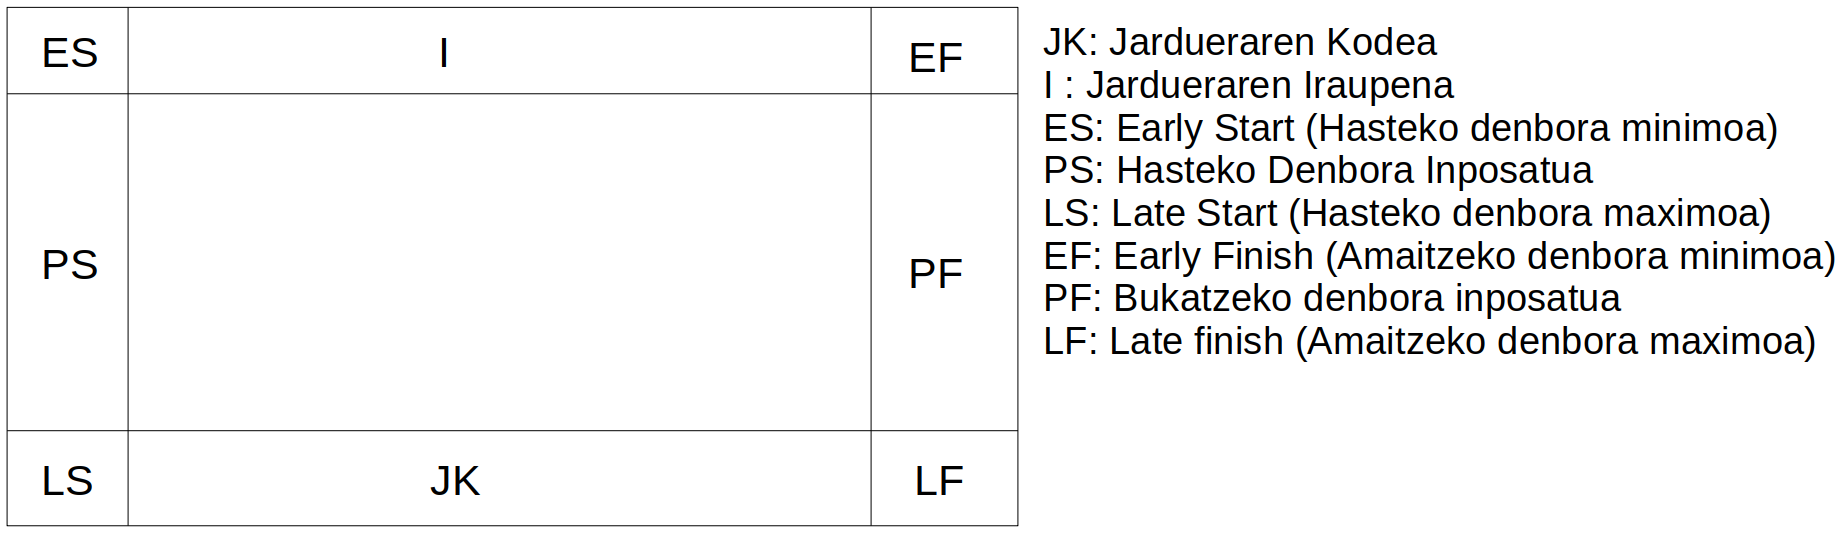 ES I EF
PS PF
LS JK LF
JK: Jardueraren Kodea
I : Jardueraren Iraupena
ES: Early Start (Hasteko denbora minimoa)
PS: Hasteko Denbora Inposatua
LS: Late Start (Hasteko denbora maximoa)
EF: Early Finish (Amaitzeko denbora minimoa)
PF: Bukatzeko denbora inposatua
LF: Late finish (Amaitzeko denbora maximoa)